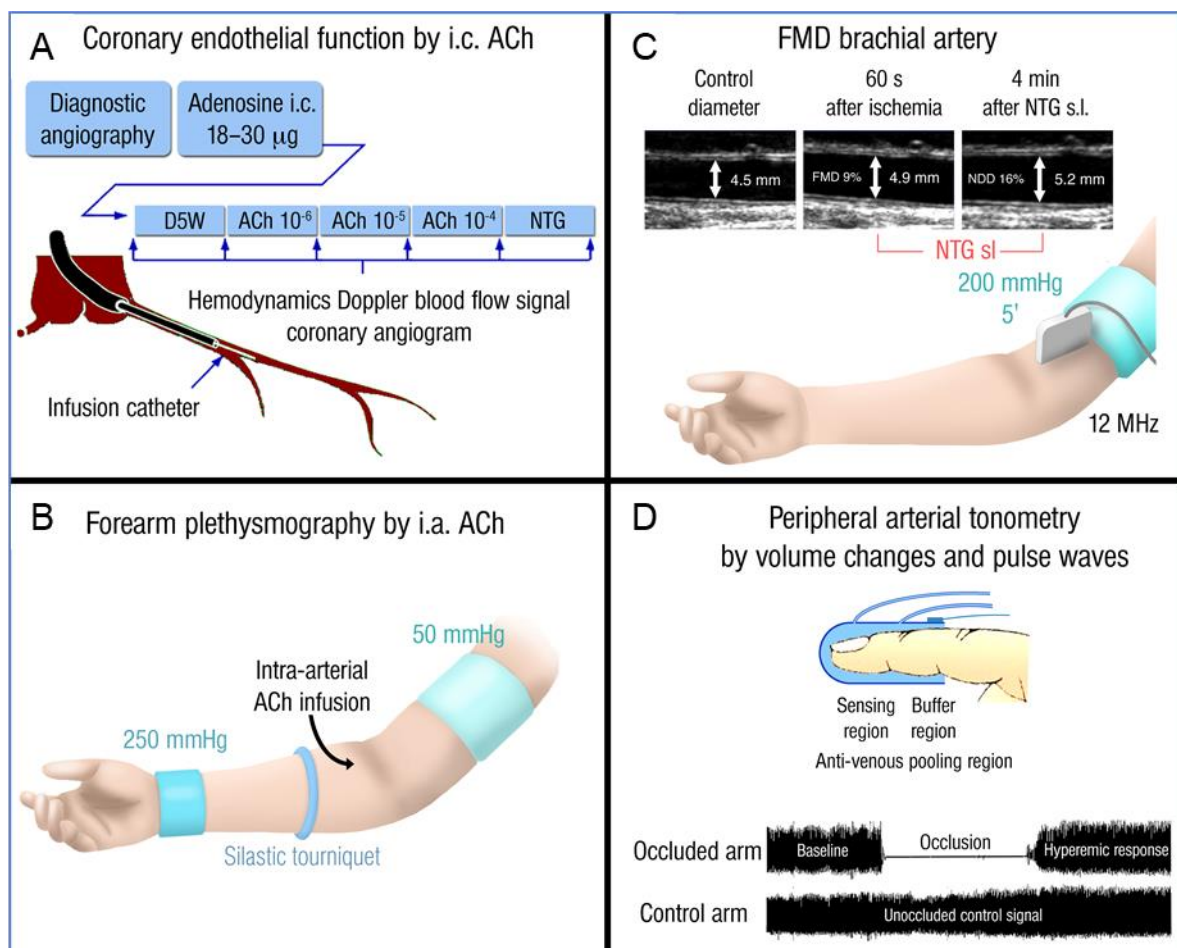 A
Coronary endothelial function by i.c. ACh
Diagnostic
angiography
Adenosine i.c.
18–30 µg
D5W
ACh 10-6
ACh 10-5
ACh 10-4
NTG
Hemodynamics Doppler blood flow signal
coronary angiogram
Infusion catheter
C
FMD brachial artery
Control
diameter
60 s
after ischemia
4 min
after NTG s.l.
4.5 mm
FMD 9%
4.9 mm
NDD 16%
5.2 mm
NTG sl
200 mmHg
5'
12 MHz
B
Forearm plethysmography by i.a. ACh
50 mmHg
Intra-arterial
ACh infusion
250 mmHg
Silastic tourniquet
D
Peripheral arterial tonometry
by volume changes and pulse waves
Sensing
region
Buffer
region
Anti-venous pooling region
Occluded arm
Baseline
Occlusion
Hyperemic response
Control arm
Unoccluded control signal